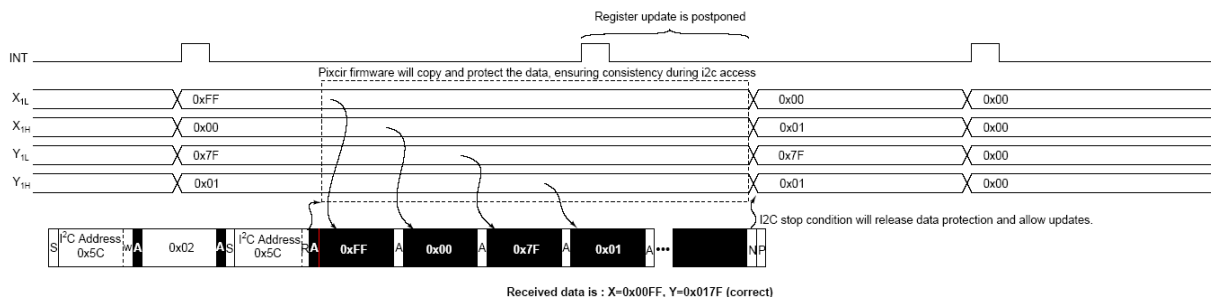 Register update is postponed
INT
Pixcir firmware will copy and protect the data, ensuring consistency during i2c access
X1L 0xFF 0x00 0x00
X1H 0x00 0x01 0x00
Y1L 0x7F 0x7F 0x00
Y1H 0x01 0x01 0x00
I2C stop condition will release data protection and allow updates.
S I²C Address 0x5C w A 0x02 A S I²C Address 0x5C R A 0xFF A 0x00 A 0x7F A 0x01 A ••• N P
Received data is : X=0x00FF, Y=0x017F (correct)